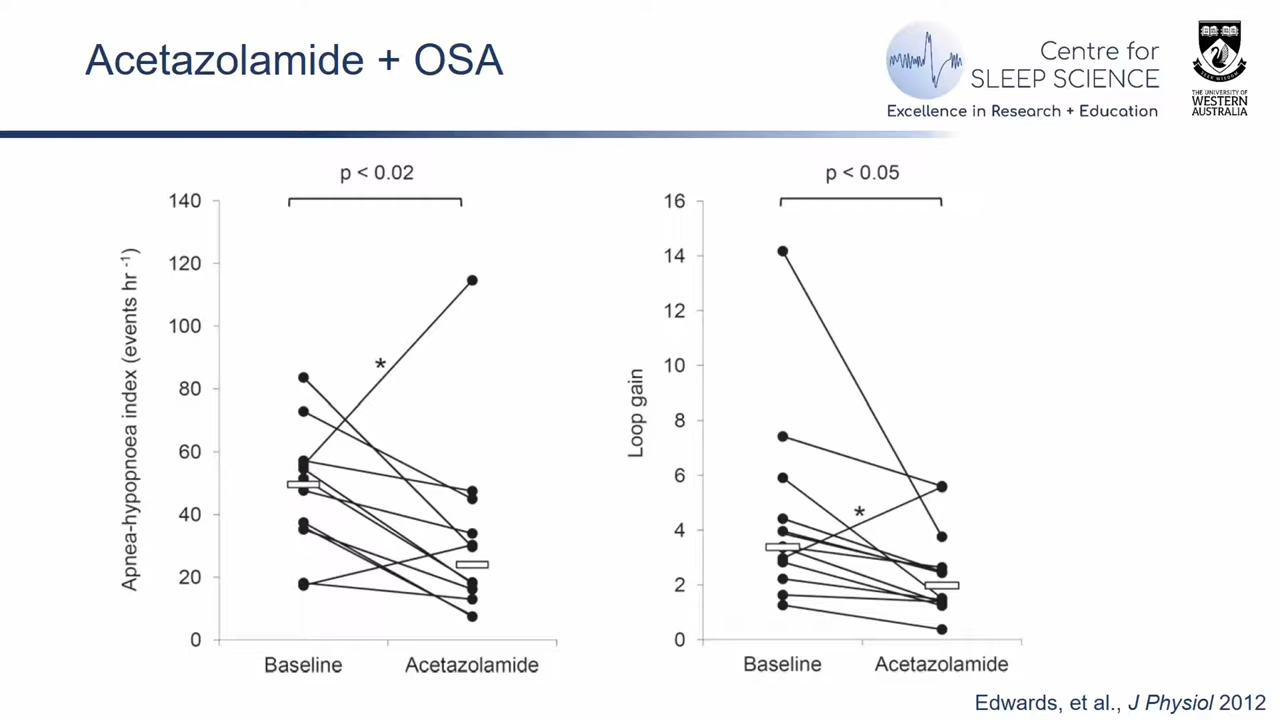 Acetazolamide + OSA
Centre for
SLEEP SCIENCE
Excellence in Research + Education
THE UNIVERSITY OF
WESTERN
AUSTRALIA
p < 0.02
140
120
100
80
60
40
20
0
Apnea-hypopnoea index (events hr -1)
*
Baseline
Acetazolamide
p < 0.05
16
14
12
10
8
6
4
2
0
Loop gain
*
Baseline
Acetazolamide
Edwards, et al., J Physiol 2012